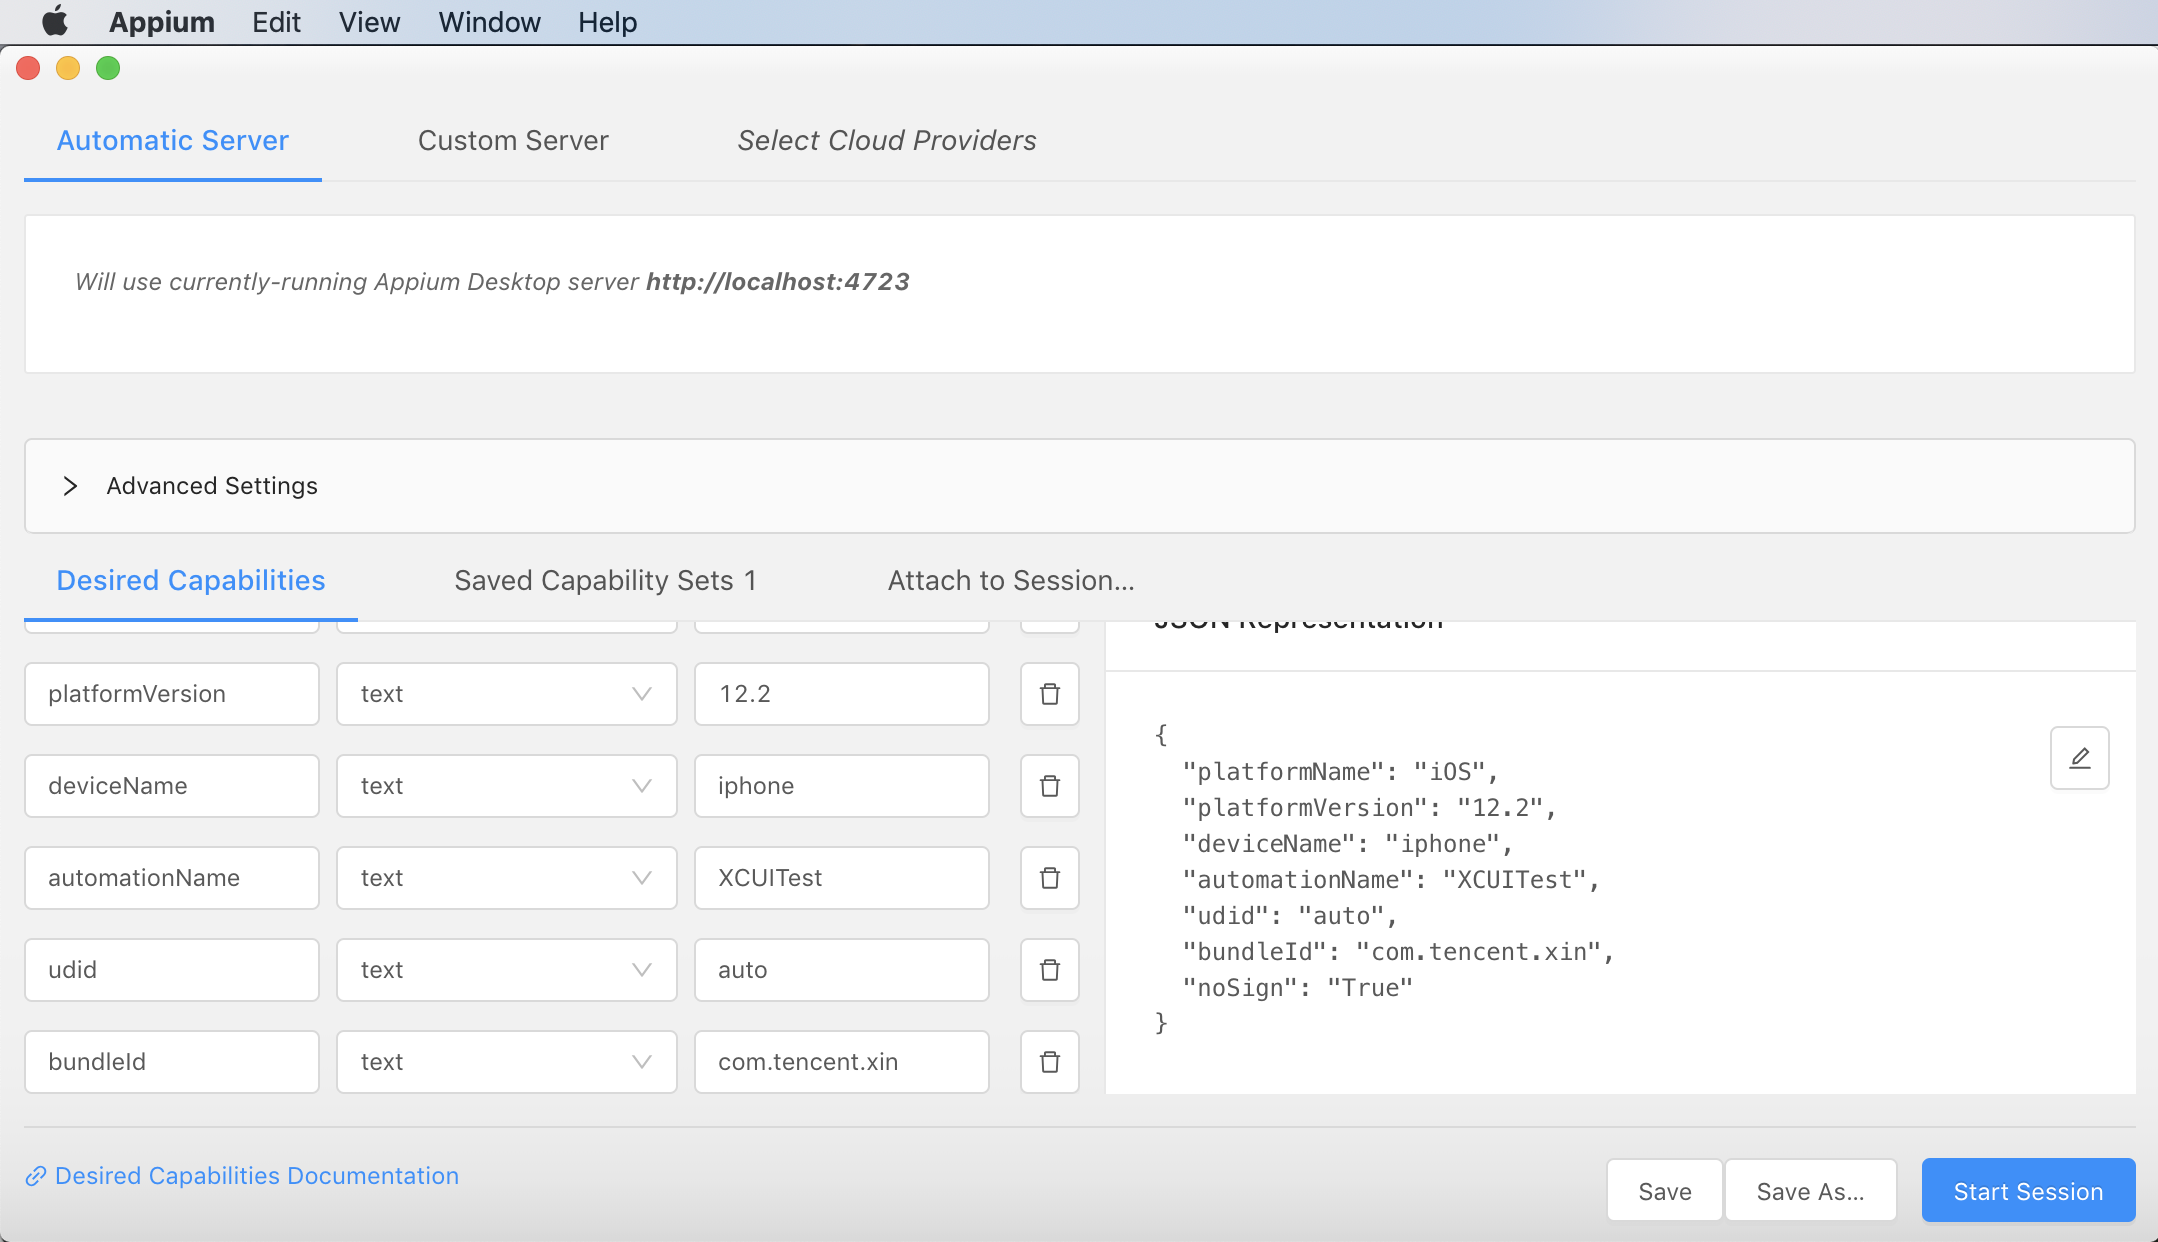 Appium Edit View Window Help
Automatic Server Custom Server Select Cloud Providers
Will use currently-running Appium Desktop server http://localhost:4723
Advanced Settings
Desired Capabilities Saved Capability Sets 1 Attach to Session...
JSON Representation
platformVersion text 12.2
deviceName text iphone
automationName text XCUITest
udid text auto
bundleId text com.tencent.xin
{
"platformName": "iOS",
"platformVersion": "12.2",
"deviceName": "iphone",
"automationName": "XCUITest",
"udid": "auto",
"bundleId": "com.tencent.xin",
"noSign": "True"
}
Desired Capabilities Documentation
Save Save As... Start Session